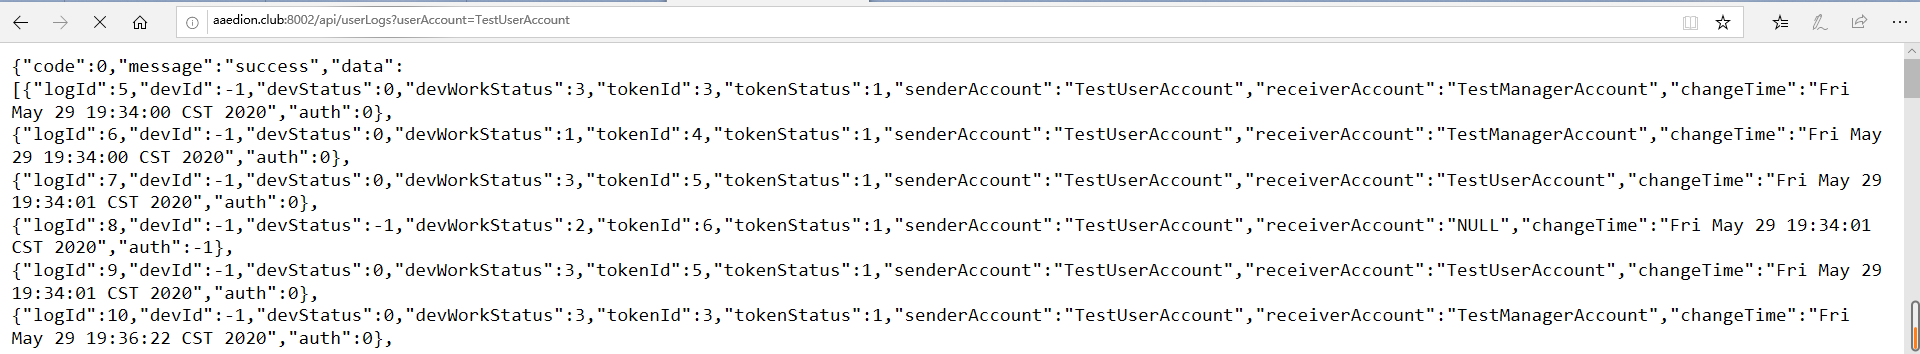 aaedion.club:8002/api/userLogs?userAccount=TestUserAccount
{"code":0,"message":"success","data":
[{"logId":5,"devId":-1,"devStatus":0,"devWorkStatus":3,"tokenId":3,"tokenStatus":1,"senderAccount":"TestUserAccount","receiverAccount":"TestManagerAccount","changeTime":"Fri
May 29 19:34:00 CST 2020","auth":0},
{"logId":6,"devId":-1,"devStatus":0,"devWorkStatus":1,"tokenId":4,"tokenStatus":1,"senderAccount":"TestUserAccount","receiverAccount":"TestManagerAccount","changeTime":"Fri May
29 19:34:00 CST 2020","auth":0},
{"logId":7,"devId":-1,"devStatus":0,"devWorkStatus":3,"tokenId":5,"tokenStatus":1,"senderAccount":"TestUserAccount","receiverAccount":"TestUserAccount","changeTime":"Fri May 29
19:34:01 CST 2020","auth":0},
{"logId":8,"devId":-1,"devStatus":-1,"devWorkStatus":2,"tokenId":6,"tokenStatus":1,"senderAccount":"TestUserAccount","receiverAccount":"NULL","changeTime":"Fri May 29 19:34:01
CST 2020","auth":-1},
{"logId":9,"devId":-1,"devStatus":0,"devWorkStatus":3,"tokenId":5,"tokenStatus":1,"senderAccount":"TestUserAccount","receiverAccount":"TestUserAccount","changeTime":"Fri May 29
19:34:01 CST 2020","auth":0},
{"logId":10,"devId":-1,"devStatus":0,"devWorkStatus":3,"tokenId":3,"tokenStatus":1,"senderAccount":"TestUserAccount","receiverAccount":"TestManagerAccount","changeTime":"Fri
May 29 19:36:22 CST 2020","auth":0},